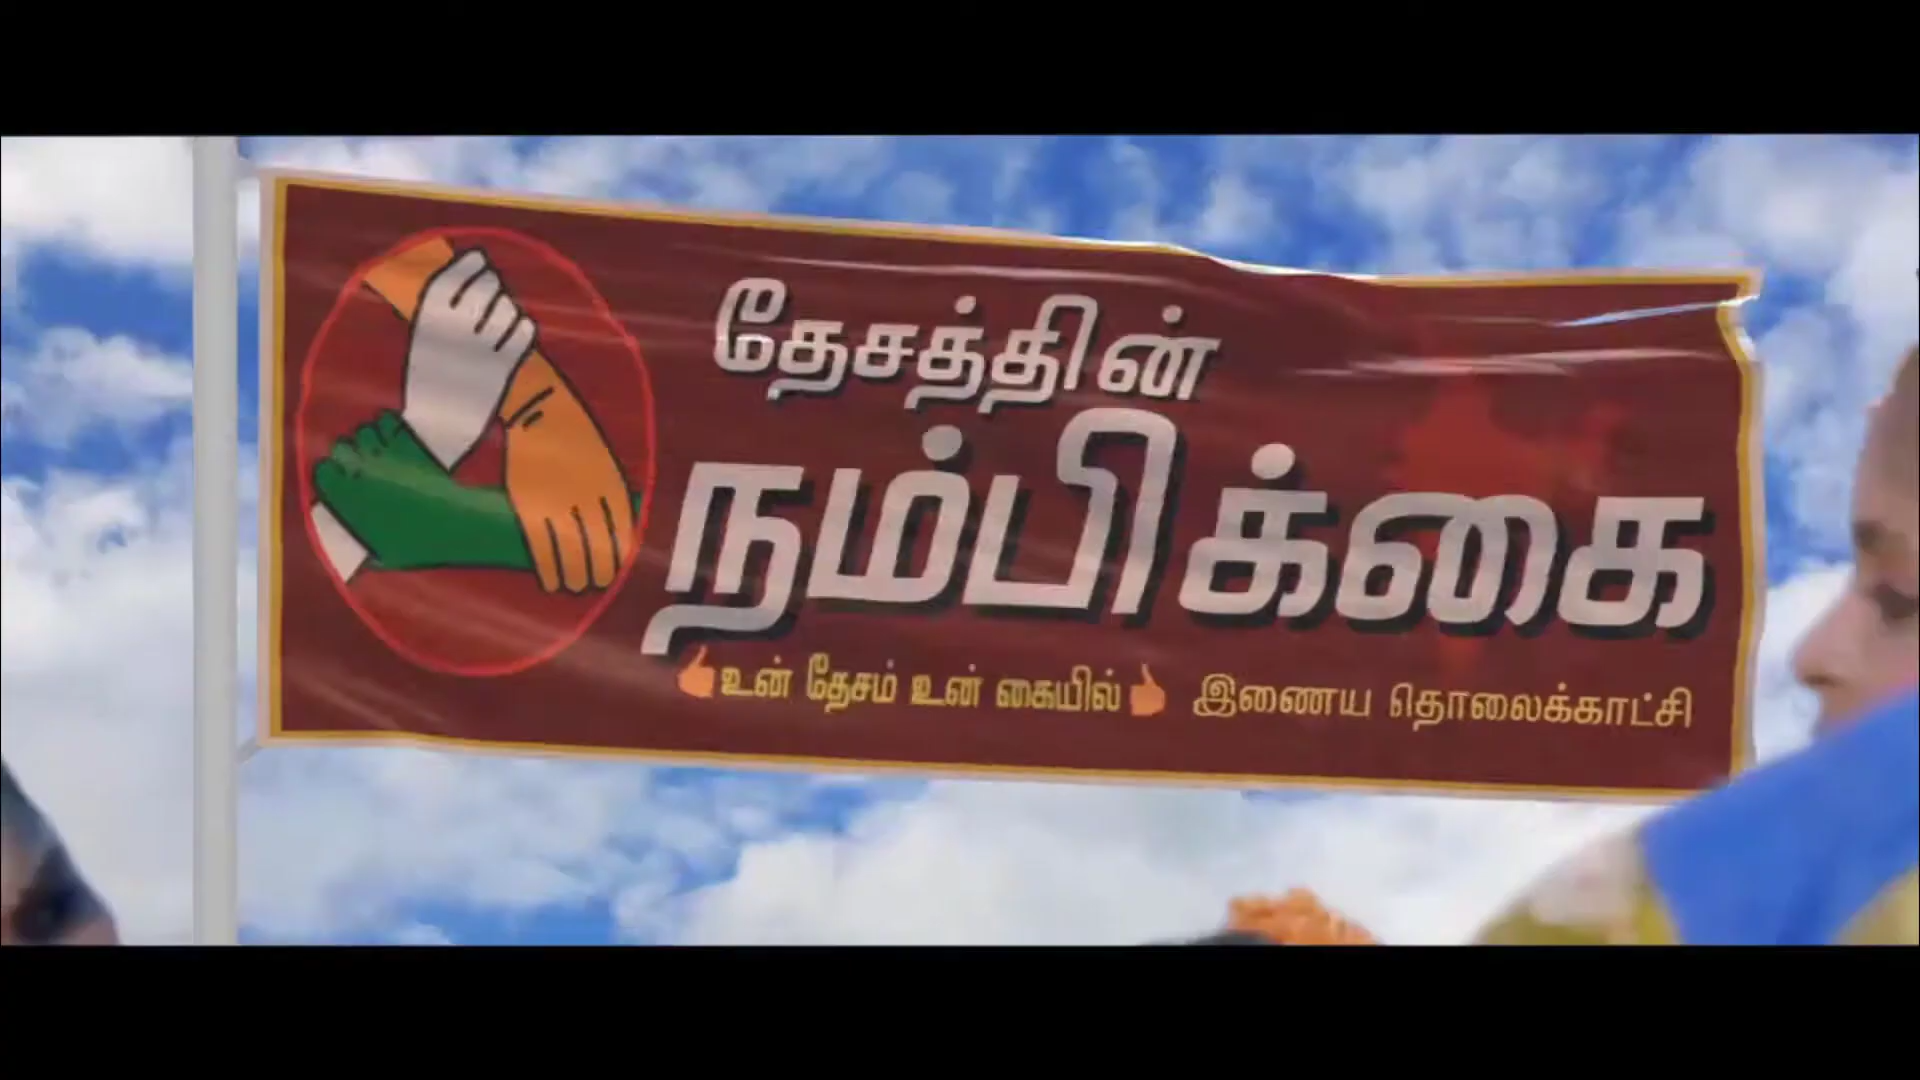 தேசத்தின்
நம்பிக்கை
உன் தேசம் உன் கையில் இணைய தொலைக்காட்சி